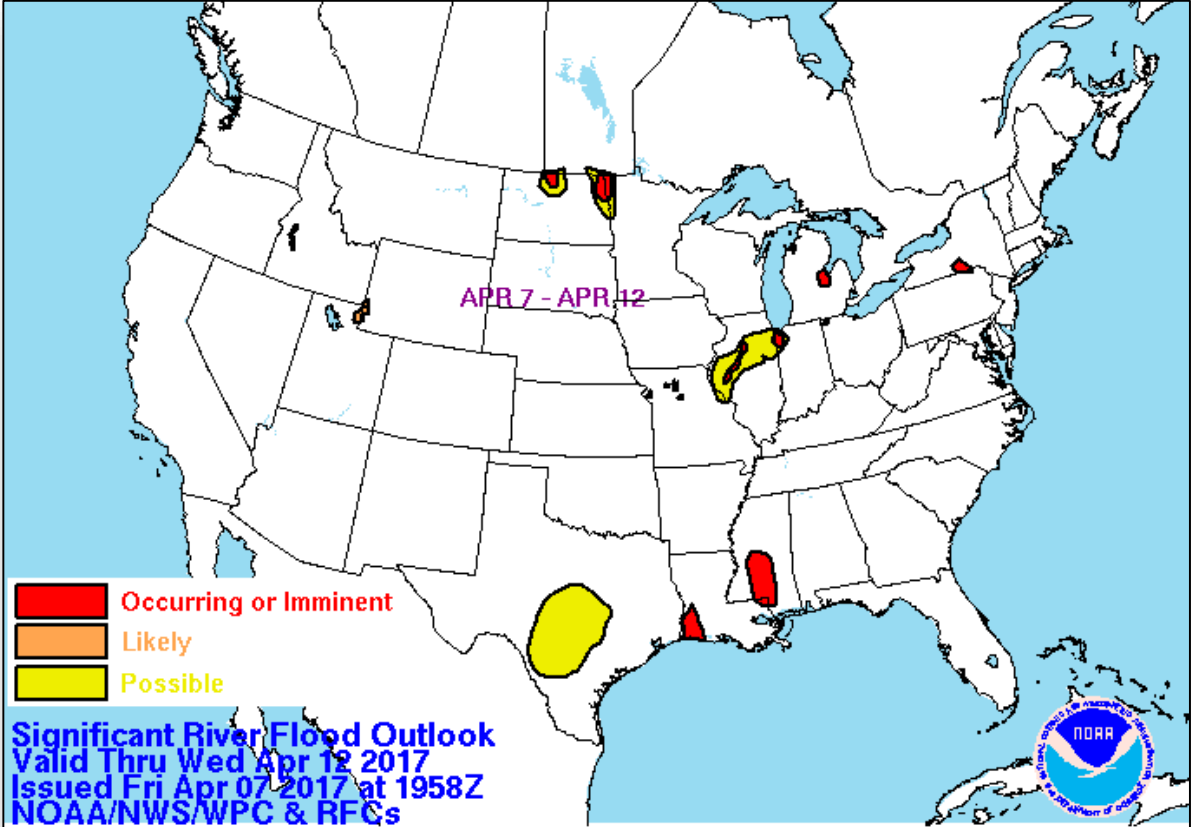 APR 7 - APR 12
Occurring or Imminent
Likely
Possible
Significant River Flood Outlook
Valid Thru Wed Apr 12 2017
Issued Fri Apr 07 2017 at 1958Z
NOAA/NWS/WPC & RFCs
NOAA